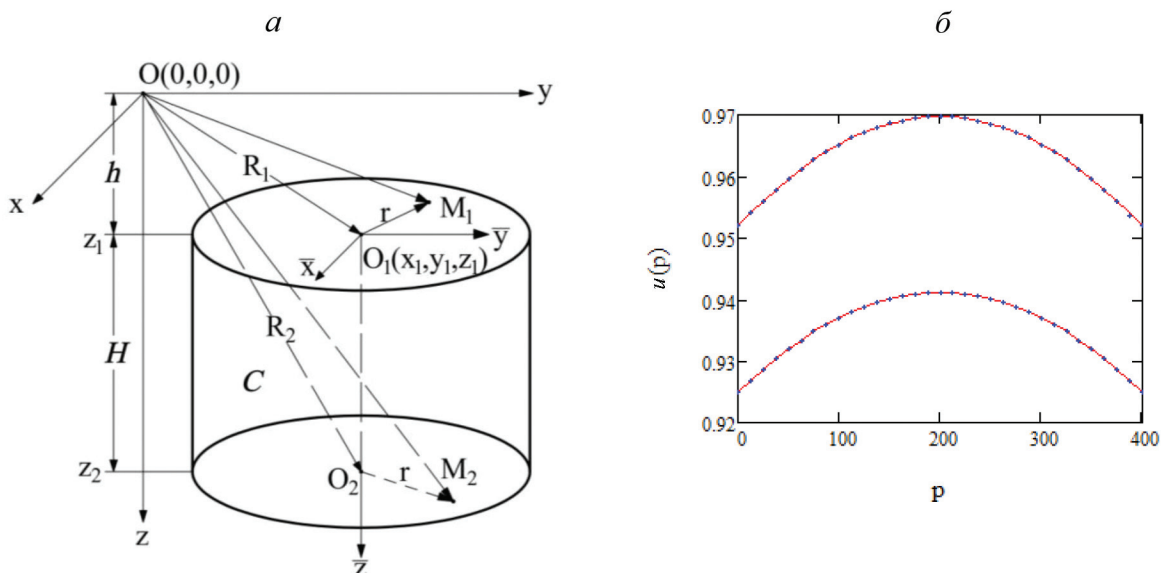 а
O(0,0,0)
y
h
R₁
x
M₁
r
z₁
y̅
x̅
O₁(x₁,y₁,z₁)
R₂
H
C
z₂
O₂
r
M₂
z
z̅
б
0.97
0.96
0.95
0.94
0.93
0.92
u(p)
0
100
200
300
400
p